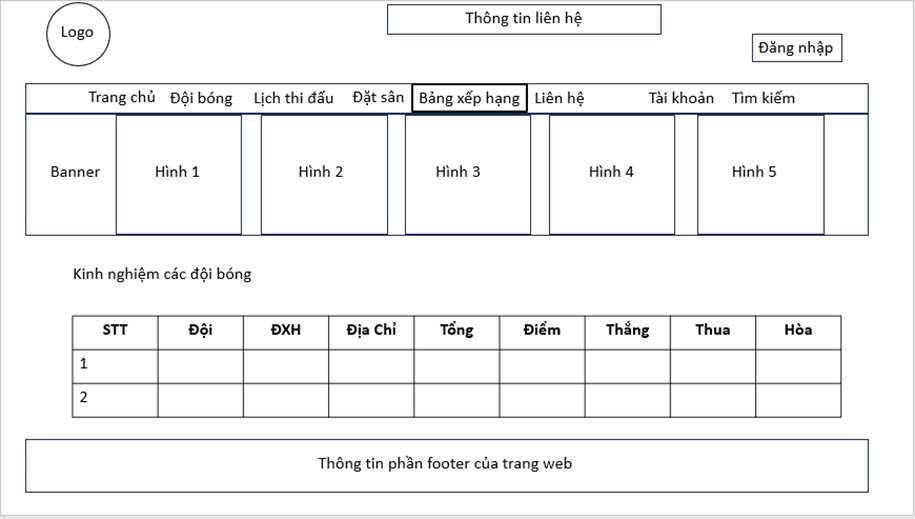 Logo
Thông tin liên hệ
Đăng nhập
Trang chủ Đội bóng Lịch thi đấu Đặt sân Bảng xếp hạng Liên hệ Tài khoản Tìm kiếm
Banner Hình 1 Hình 2 Hình 3 Hình 4 Hình 5
Kinh nghiệm các đội bóng
STT Đội ĐXH Địa Chỉ Tổng Điểm Thắng Thua Hòa
1
2
Thông tin phần footer của trang web